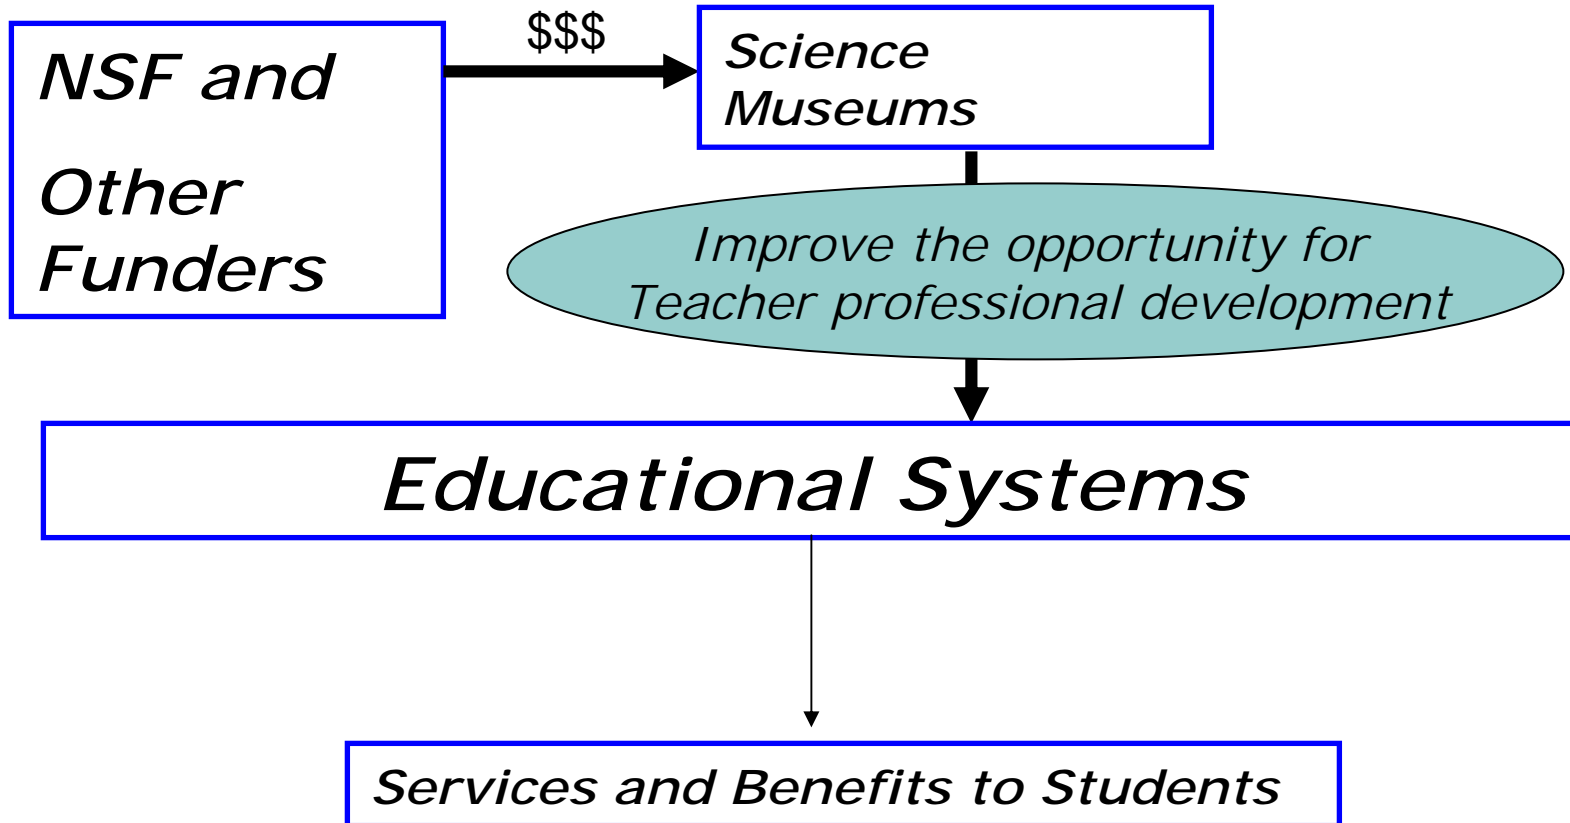 NSF and
Other
Funders
$$$
Science
Museums
Improve the opportunity for
Teacher professional development
Educational Systems
Services and Benefits to Students